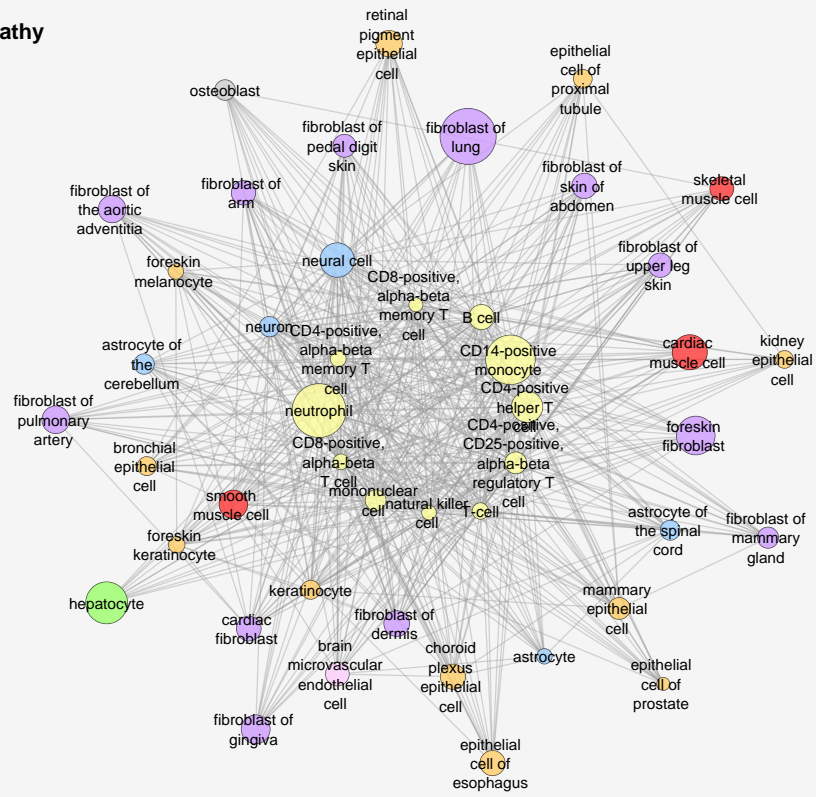 athy
retinal
pigment
epithelial
cell
epithelial
cell of
proximal
tubule
osteoblast
fibroblast of
pedal digit
skin
fibroblast of
lung
fibroblast of
skin of
abdomen
skeletal
muscle cell
fibroblast of
the aortic
adventitia
fibroblast of
arm
foreskin
melanocyte
neural cell
fibroblast of
upper leg
skin
CD8-positive,
alpha-beta
memory T
cell
B cell
neuron
CD4-positive,
alpha-beta
memory T
cell
CD14-positive
monocyte
cardiac
muscle cell
kidney
epithelial
cell
astrocyte of
the
cerebellum
CD4-positive
helper T
cell
neutrophil
fibroblast of
pulmonary
artery
CD4-positive,
CD25-positive,
alpha-beta
regulatory T
cell
foreskin
fibroblast
bronchial
epithelial
cell
CD8-positive,
alpha-beta
T cell
smooth
muscle cell
mononuclear
cell
natural killer
cell
T-cell
astrocyte of
the spinal
cord
fibroblast of
mammary
gland
foreskin
keratinocyte
hepatocyte
keratinocyte
cardiac
fibroblast
fibroblast of
dermis
mammary
epithelial
cell
brain
microvascular
endothelial
cell
choroid
plexus
epithelial
cell
astrocyte
epithelial
cell of
prostate
fibroblast of
gingiva
epithelial
cell of
esophagus